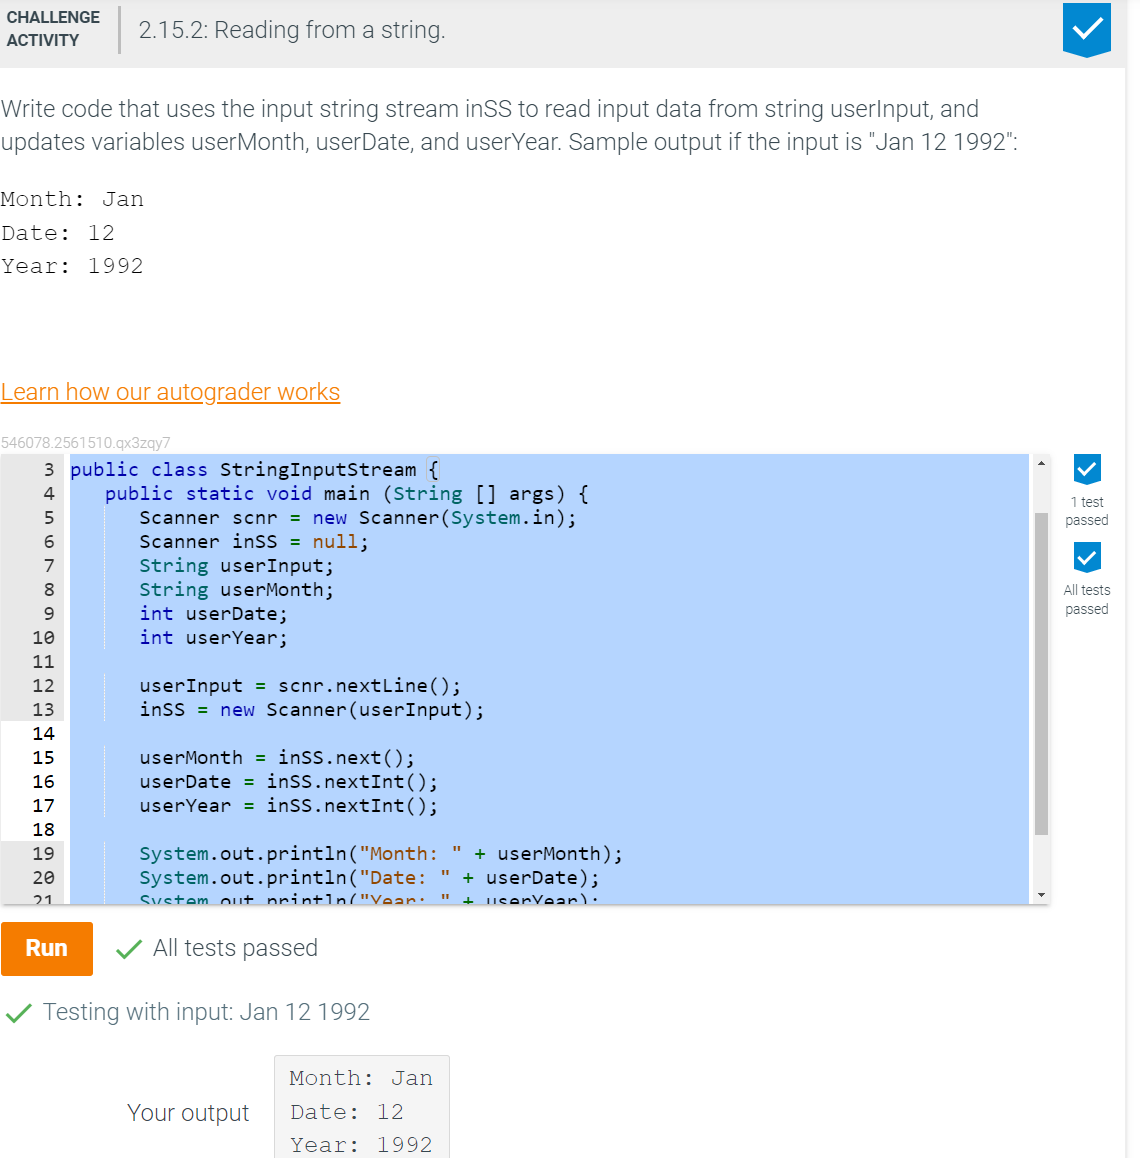 CHALLENGE
ACTIVITY
2.15.2: Reading from a string.
Write code that uses the input string stream inSS to read input data from string userInput, and
updates variables userMonth, userDate, and userYear. Sample output if the input is "Jan 12 1992":
Month: Jan
Date: 12
Year: 1992
Learn how our autograder works
546078.2561510.qx3zqy7
3 public class StringInputStream {
4 public static void main (String [] args) {
5 Scanner scnr = new Scanner(System.in);
6 Scanner inSS = null;
7 String userInput;
8 String userMonth;
9 int userDate;
10 int userYear;
11
12 userInput = scnr.nextLine();
13 inSS = new Scanner(userInput);
14
15 userMonth = inSS.next();
16 userDate = inSS.nextInt();
17 userYear = inSS.nextInt();
18
19 System.out.println("Month: " + userMonth);
20 System.out.println("Date: " + userDate);
21 System.out.println("Year: " + userYear);
1 test
passed
All tests
passed
Run
All tests passed
Testing with input: Jan 12 1992
Your output
Month: Jan
Date: 12
Year: 1992